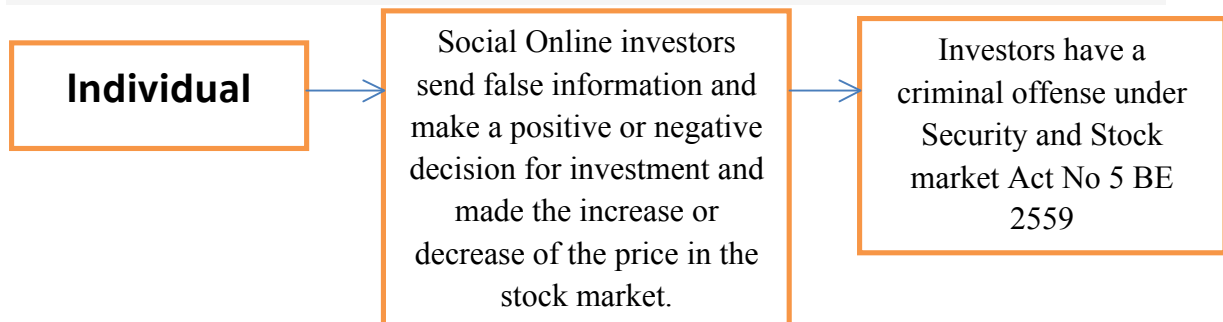 Individual
Social Online investors
send false information and
make a positive or negative
decision for investment and
made the increase or
decrease of the price in the
stock market.
Investors have a
criminal offense under
Security and Stock
market Act No 5 BE
2559